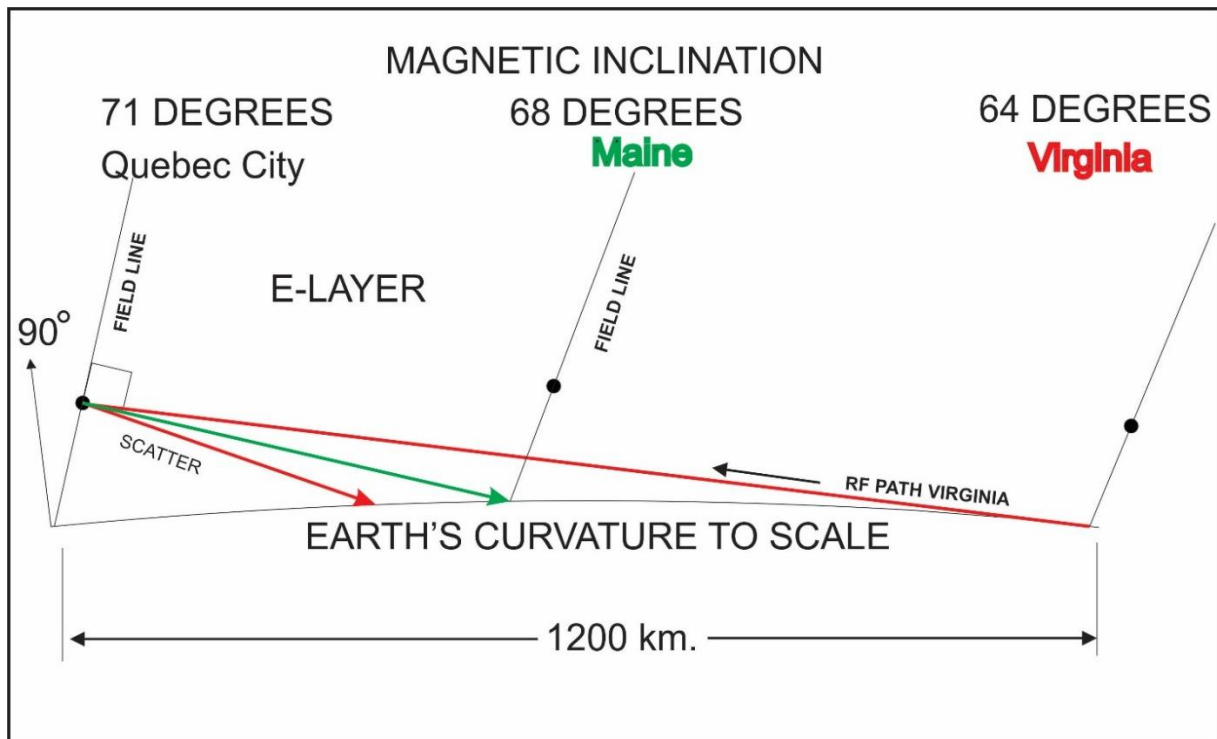 MAGNETIC INCLINATION
71 DEGREES
68 DEGREES
64 DEGREES
Quebec City
Maine
Virginia
FIELD LINE
FIELD LINE
E-LAYER
90°
SCATTER
RF PATH VIRGINIA
EARTH'S CURVATURE TO SCALE
1200 km.